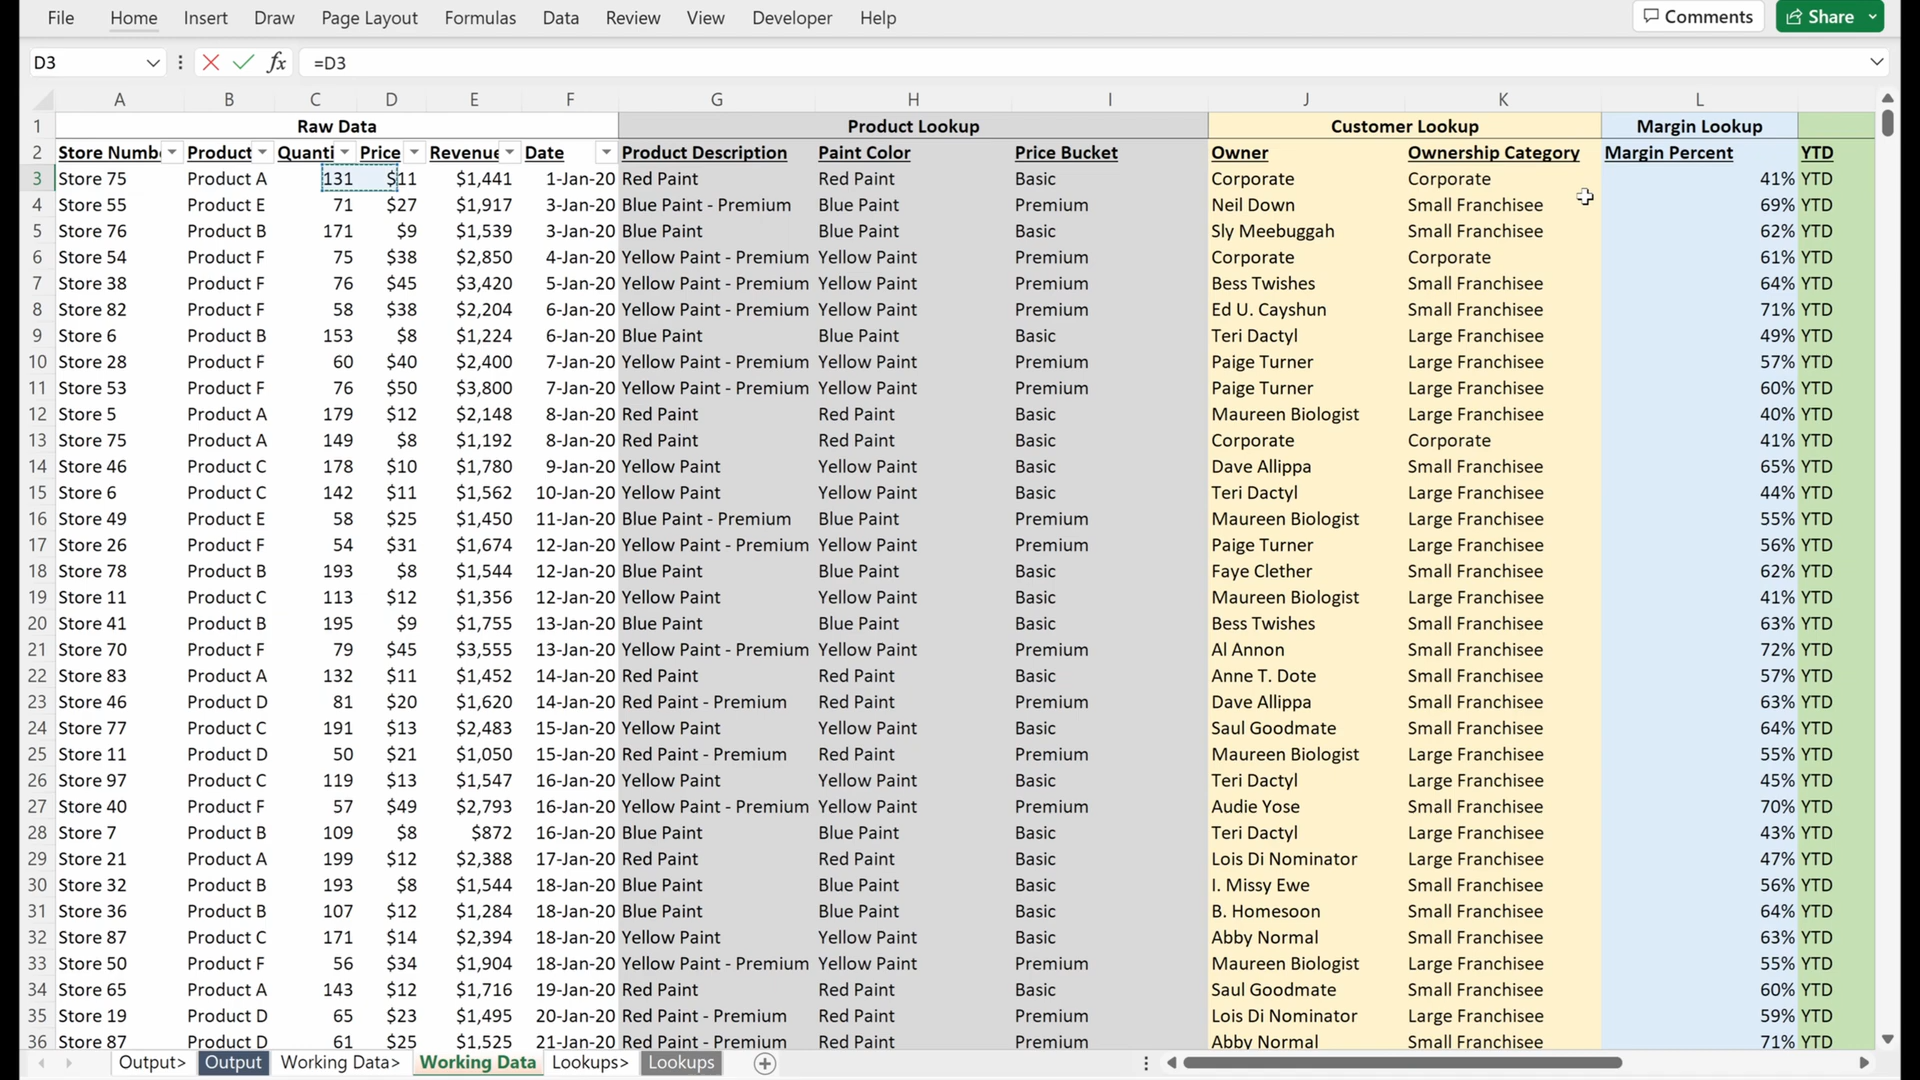 File Home Insert Draw Page Layout Formulas Data Review View Developer Help Comments Share
D3 fx =D3
A B C D E F G H I J K L
1 Raw Data Product Lookup Customer Lookup Margin Lookup
2 Store Numb Product Quanti Price Revenue Date Product Description Paint Color Price Bucket Owner Ownership Category Margin Percent YTD
3 Store 75 Product A 131 $11 $1,441 1-Jan-20 Red Paint Red Paint Basic Corporate Corporate 41% YTD
4 Store 55 Product E 71 $27 $1,917 3-Jan-20 Blue Paint - Premium Blue Paint Premium Neil Down Small Franchisee 69% YTD
5 Store 76 Product B 171 $9 $1,539 3-Jan-20 Blue Paint Blue Paint Basic Sly Meebuggah Small Franchisee 62% YTD
6 Store 54 Product F 75 $38 $2,850 4-Jan-20 Yellow Paint - Premium Yellow Paint Premium Corporate Corporate 61% YTD
7 Store 38 Product F 76 $45 $3,420 5-Jan-20 Yellow Paint - Premium Yellow Paint Premium Bess Twishes Small Franchisee 64% YTD
8 Store 82 Product F 58 $38 $2,204 6-Jan-20 Yellow Paint - Premium Yellow Paint Premium Ed U. Cayshun Small Franchisee 71% YTD
9 Store 6 Product B 153 $8 $1,224 6-Jan-20 Blue Paint Blue Paint Basic Teri Dactyl Large Franchisee 49% YTD
10 Store 28 Product F 60 $40 $2,400 7-Jan-20 Yellow Paint - Premium Yellow Paint Premium Paige Turner Large Franchisee 57% YTD
11 Store 53 Product F 76 $50 $3,800 7-Jan-20 Yellow Paint - Premium Yellow Paint Premium Paige Turner Large Franchisee 60% YTD
12 Store 5 Product A 179 $12 $2,148 8-Jan-20 Red Paint Red Paint Basic Maureen Biologist Large Franchisee 40% YTD
13 Store 75 Product A 149 $8 $1,192 8-Jan-20 Red Paint Red Paint Basic Corporate Corporate 41% YTD
14 Store 46 Product C 178 $10 $1,780 9-Jan-20 Yellow Paint Yellow Paint Basic Dave Allippa Small Franchisee 65% YTD
15 Store 6 Product C 142 $11 $1,562 10-Jan-20 Yellow Paint Yellow Paint Basic Teri Dactyl Large Franchisee 44% YTD
16 Store 49 Product E 58 $25 $1,450 11-Jan-20 Blue Paint - Premium Blue Paint Premium Maureen Biologist Large Franchisee 55% YTD
17 Store 26 Product F 54 $31 $1,674 12-Jan-20 Yellow Paint - Premium Yellow Paint Premium Paige Turner Large Franchisee 56% YTD
18 Store 78 Product B 193 $8 $1,544 12-Jan-20 Blue Paint Blue Paint Basic Faye Clether Small Franchisee 62% YTD
19 Store 11 Product C 113 $12 $1,356 12-Jan-20 Yellow Paint Yellow Paint Basic Maureen Biologist Large Franchisee 41% YTD
20 Store 41 Product B 195 $9 $1,755 13-Jan-20 Blue Paint Blue Paint Basic Bess Twishes Small Franchisee 63% YTD
21 Store 70 Product F 79 $45 $3,555 13-Jan-20 Yellow Paint - Premium Yellow Paint Premium Al Annon Small Franchisee 72% YTD
22 Store 83 Product A 132 $11 $1,452 14-Jan-20 Red Paint Red Paint Basic Anne T. Dote Small Franchisee 57% YTD
23 Store 46 Product D 81 $20 $1,620 14-Jan-20 Red Paint - Premium Red Paint Premium Dave Allippa Small Franchisee 63% YTD
24 Store 77 Product C 191 $13 $2,483 15-Jan-20 Yellow Paint Yellow Paint Basic Saul Goodmate Small Franchisee 64% YTD
25 Store 11 Product D 50 $21 $1,050 15-Jan-20 Red Paint - Premium Red Paint Premium Maureen Biologist Large Franchisee 55% YTD
26 Store 97 Product C 119 $13 $1,547 16-Jan-20 Yellow Paint Yellow Paint Basic Teri Dactyl Large Franchisee 45% YTD
27 Store 40 Product F 57 $49 $2,793 16-Jan-20 Yellow Paint - Premium Yellow Paint Premium Audie Yose Small Franchisee 70% YTD
28 Store 7 Product B 109 $8 $872 16-Jan-20 Blue Paint Blue Paint Basic Teri Dactyl Large Franchisee 43% YTD
29 Store 21 Product A 199 $12 $2,388 17-Jan-20 Red Paint Red Paint Basic Lois Di Nominator Large Franchisee 47% YTD
30 Store 32 Product B 193 $8 $1,544 18-Jan-20 Blue Paint Blue Paint Basic I. Missy Ewe Small Franchisee 56% YTD
31 Store 36 Product B 107 $12 $1,284 18-Jan-20 Blue Paint Blue Paint Basic B. Homesoon Small Franchisee 64% YTD
32 Store 87 Product C 171 $14 $2,394 18-Jan-20 Yellow Paint Yellow Paint Basic Abby Normal Small Franchisee 63% YTD
33 Store 50 Product F 56 $34 $1,904 18-Jan-20 Yellow Paint - Premium Yellow Paint Premium Maureen Biologist Large Franchisee 55% YTD
34 Store 65 Product A 143 $12 $1,716 19-Jan-20 Red Paint Red Paint Basic Saul Goodmate Small Franchisee 60% YTD
35 Store 19 Product D 65 $23 $1,495 20-Jan-20 Red Paint - Premium Red Paint Premium Lois Di Nominator Large Franchisee 59% YTD
36 Store 87 Product D 61 $25 $1,525 21-Jan-20 Red Paint - Premium Red Paint Premium Abby Normal Small Franchisee 71% YTD
Output> Output Working Data> Working Data Lookups> Lookups